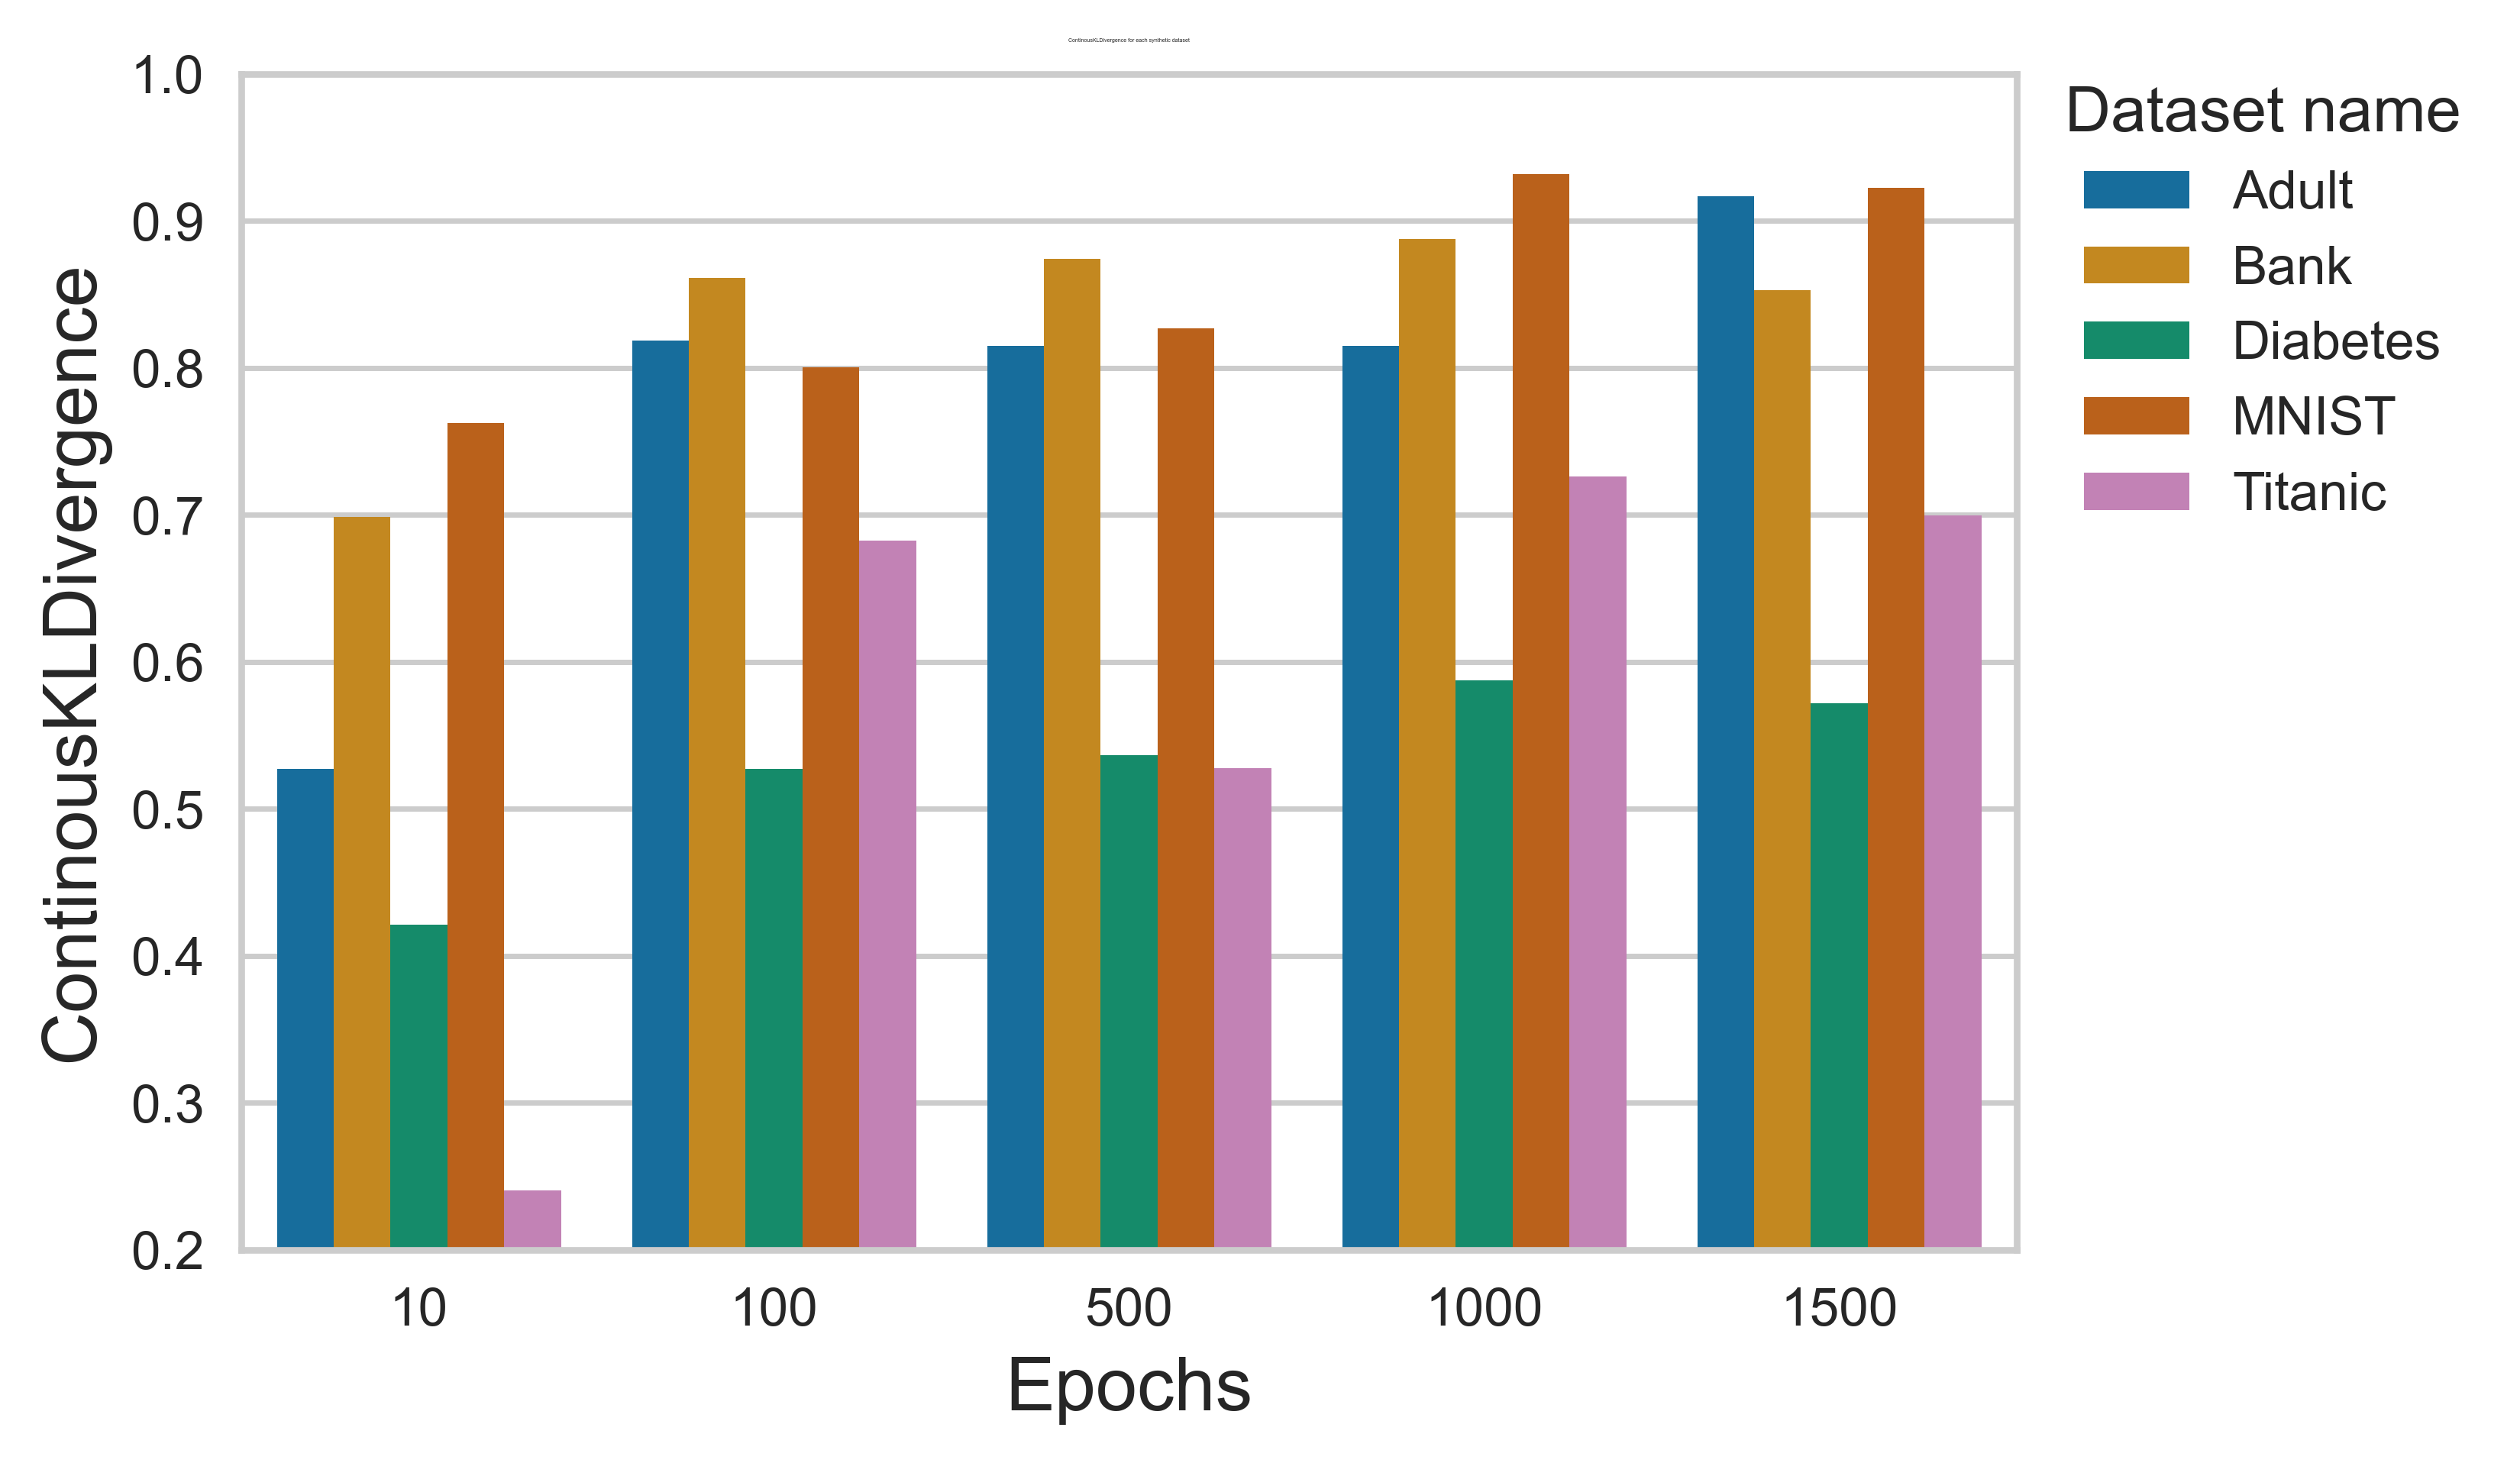 ContinousKLDivergence for each synthetic dataset
1.0
0.9
0.8
0.7
0.6
0.5
0.4
0.3
0.2
ContinousKLDivergence
10 100 500 1000 1500
Epochs
Dataset name
Adult
Bank
Diabetes
MNIST
Titanic